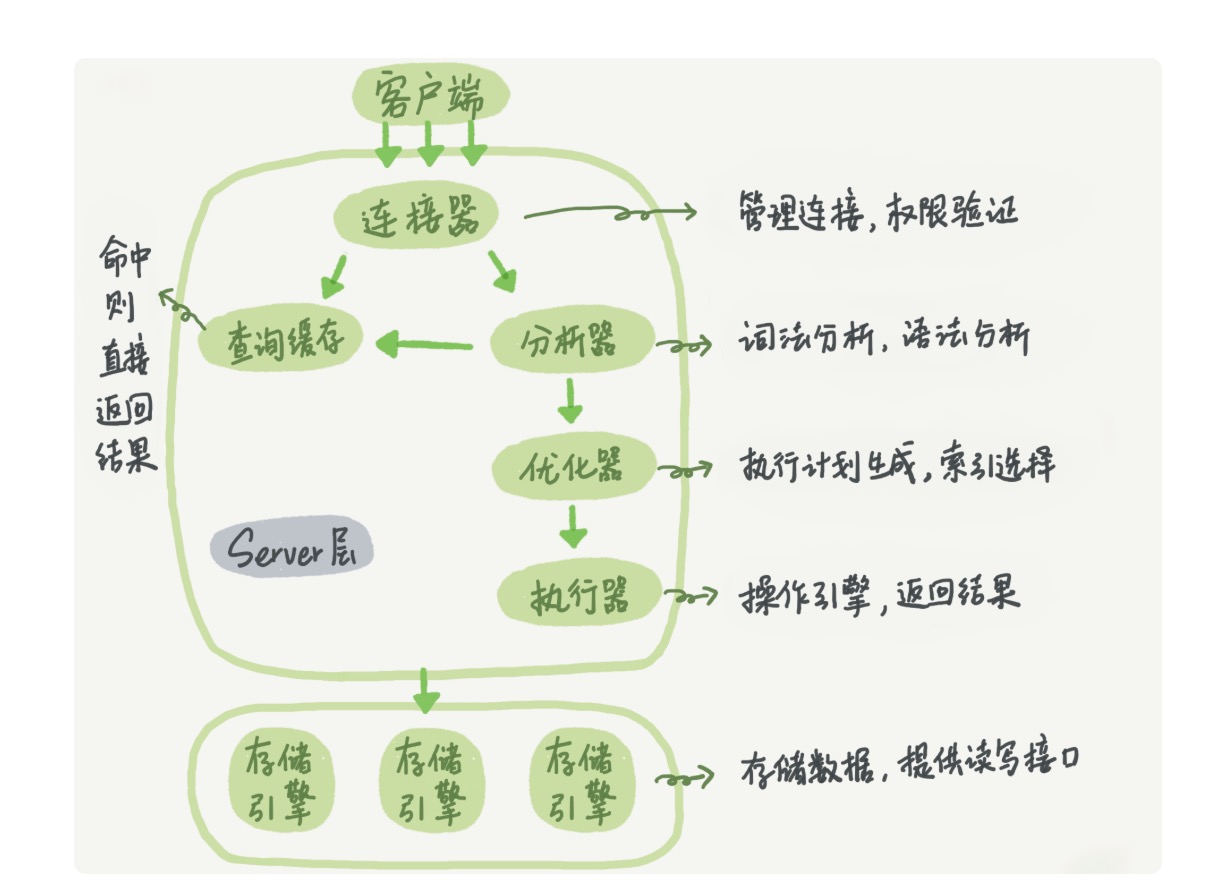 客户端
连接器
管理连接，权限验证
命中
则
直接
返回
结果
查询缓存
分析器
词法分析，语法分析
优化器
执行计划生成，索引选择
Server层
执行器
操作引擎，返回结果
存储
引擎
存储
引擎
存储
引擎
存储数据，提供读写接口